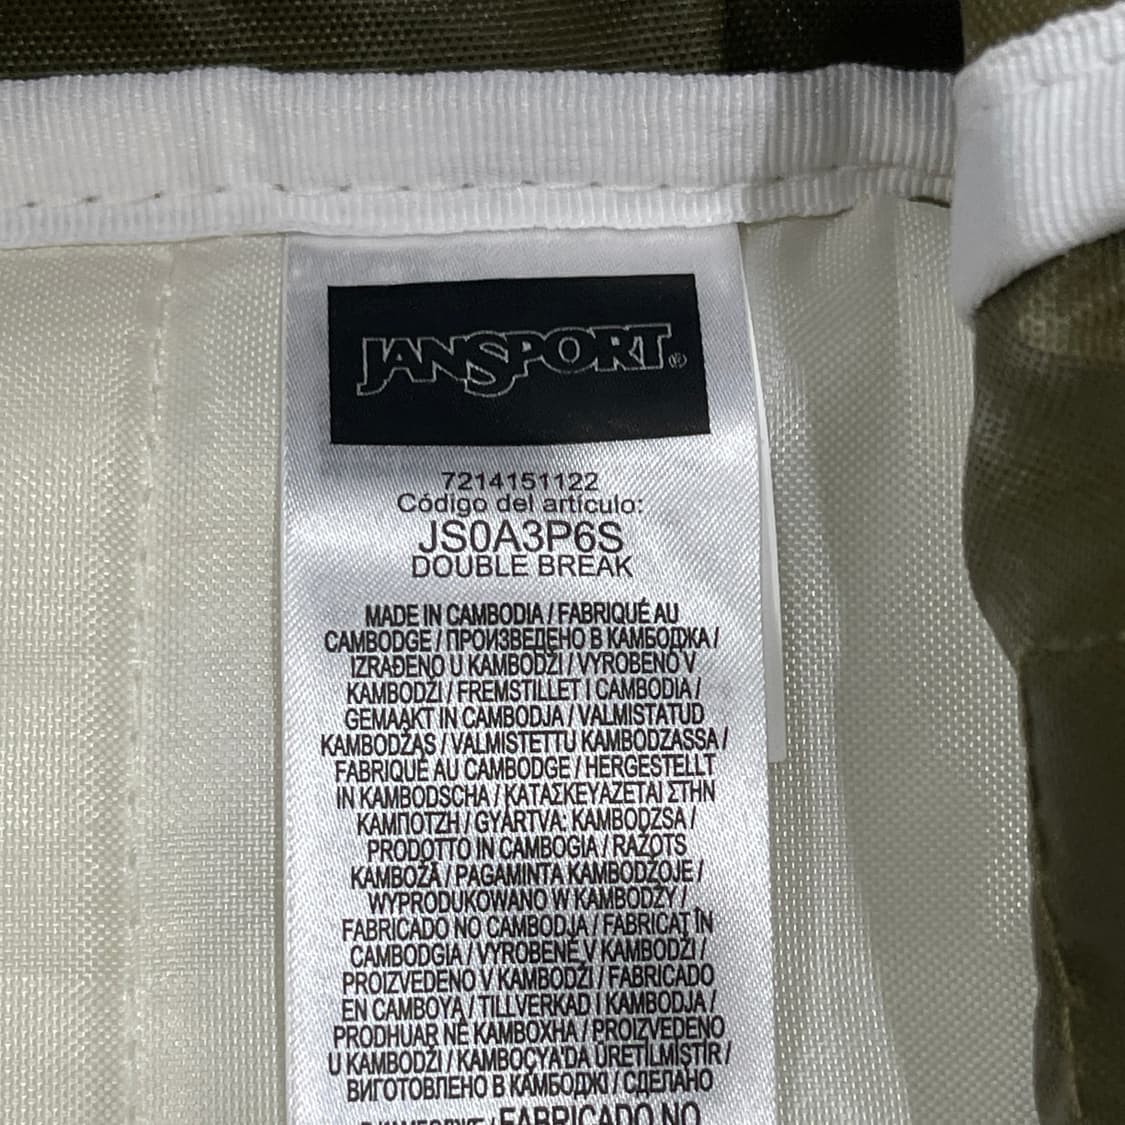 JANSPORT®
7214151122
Código del artículo:
JS0A3P6S
DOUBLE BREAK
MADE IN CAMBODIA / FABRIQUÉ AU
CAMBODGE / ПРОИЗВЕДЕНО В КАМБОДЖА /
IZRAĐENO U KAMBODŽI / VYROBENO V
KAMBODŽI / FREMSTILLET I CAMBODIA /
GEMAAKT IN CAMBODJA / VALMISTATUD
KAMBODŽAS / VALMISTETTU KAMBODZASSA /
FABRIQUÉ AU CAMBODGE / HERGESTELLT
IN KAMBODSCHA / ΚΑΤΑΣΚΕΥΑΖΕΤΑΙ ΣΤΗΝ
ΚΑΜΠΟΤΖΗ / GYÁRTVA: KAMBODZSA /
PRODOTTO IN CAMBOGIA / RAŽOTS
KAMBOŽĀ / PAGAMINTA KAMBODŽOJE /
WYPRODUKOWANO W KAMBODŻY /
FABRICADO NO CAMBODJA / FABRICAT ÎN
CAMBODGIA / VYROBENÉ V KAMBODŽI /
PROIZVEDENO V KAMBODŽI / FABRICADO
EN CAMBOYA / TILLVERKAD I KAMBODJA /
PRODHUAR NË KAMBOXHA / PROIZVEDENO
U KAMBODŽI / KAMBOÇYA'DA ÜRETİLMİŞTİR /
ВИГОТОВЛЕНО В КАМБОДЖІ / СДЕЛАНО
FABRICADO NO